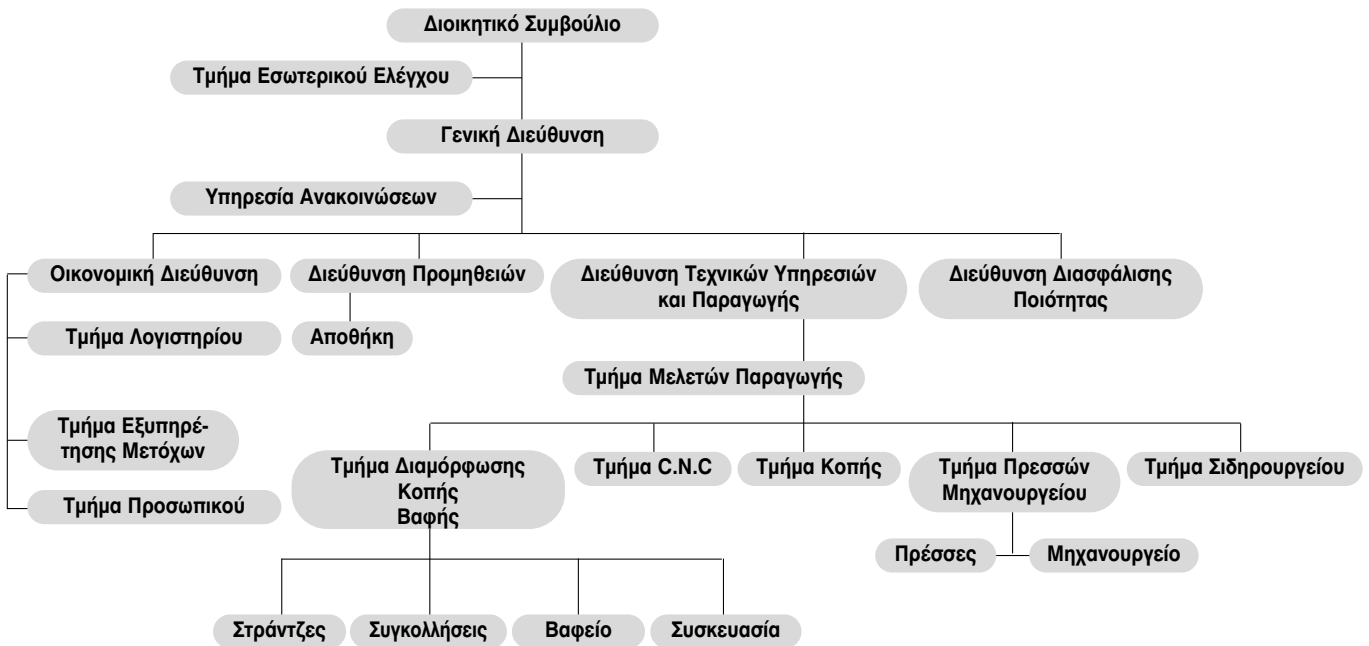 Διοικητικό Συμβούλιο
Τμήμα Εσωτερικού Ελέγχου
Γενική Διεύθυνση
Υπηρεσία Ανακοινώσεων
Οικονομική Διεύθυνση
Διεύθυνση Προμηθειών
Διεύθυνση Τεχνικών Υπηρεσιών
και Παραγωγής
Διεύθυνση Διασφάλισης
Ποιότητας
Τμήμα Λογιστηρίου
Αποθήκη
Τμήμα Μελετών Παραγωγής
Τμήμα Εξυπηρέ-
τησης Μετόχων
Τμήμα Προσωπικού
Τμήμα Διαμόρφωσης
Κοπής
Βαφής
Τμήμα C.N.C
Τμήμα Κοπής
Τμήμα Πρεσσών
Μηχανουργείου
Τμήμα Σιδηρουργείου
Πρέσσες
Μηχανουργείο
Στράντζες
Συγκολλήσεις
Βαφείο
Συσκευασία